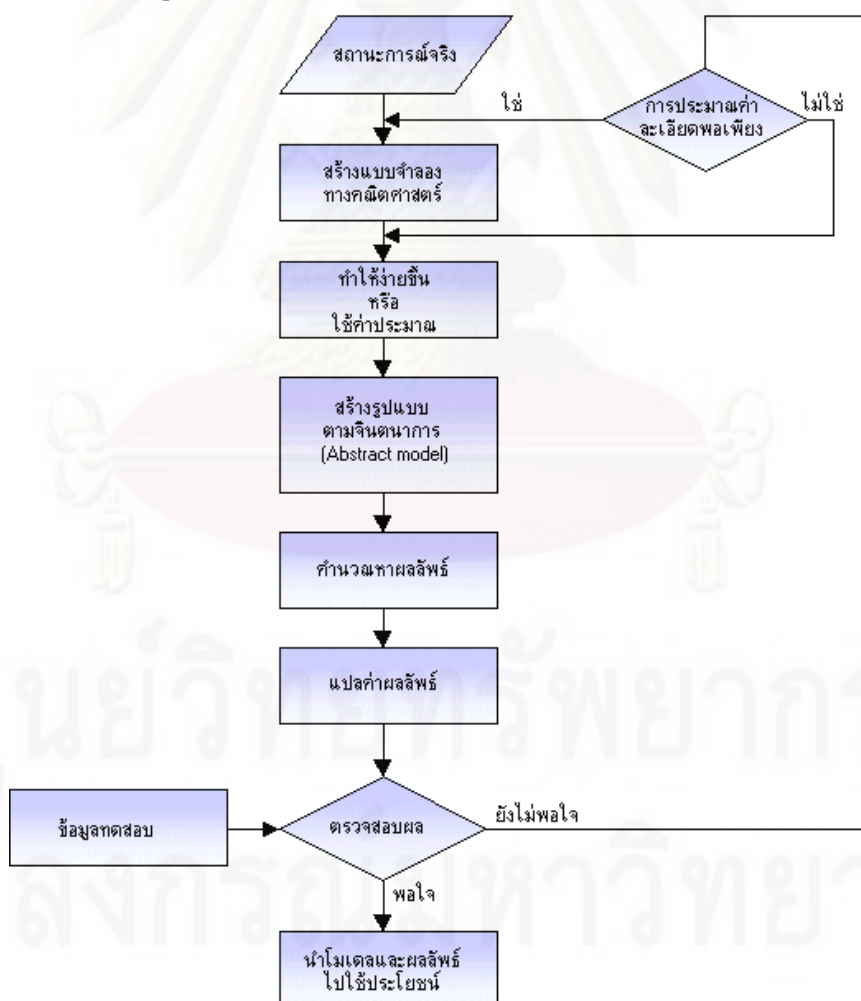 สถานะการณ์จริง
ใช่
การประมาณค่า
ละเอียดพอเพียง
ไม่ใช่
สร้างแบบจำลอง
ทางคณิตศาสตร์
ทำให้ง่ายขึ้น
หรือ
ใช้ค่าประมาณ
สร้างรูปแบบ
ตามจินตนาการ
(Abstract model)
คำนวณหาผลลัพธ์
แปลค่าผลลัพธ์
ข้อมูลทดสอบ
ตรวจสอบผล
ยังไม่พอใจ
พอใจ
นำโมเดลและผลลัพธ์
ไปใช้ประโยชน์